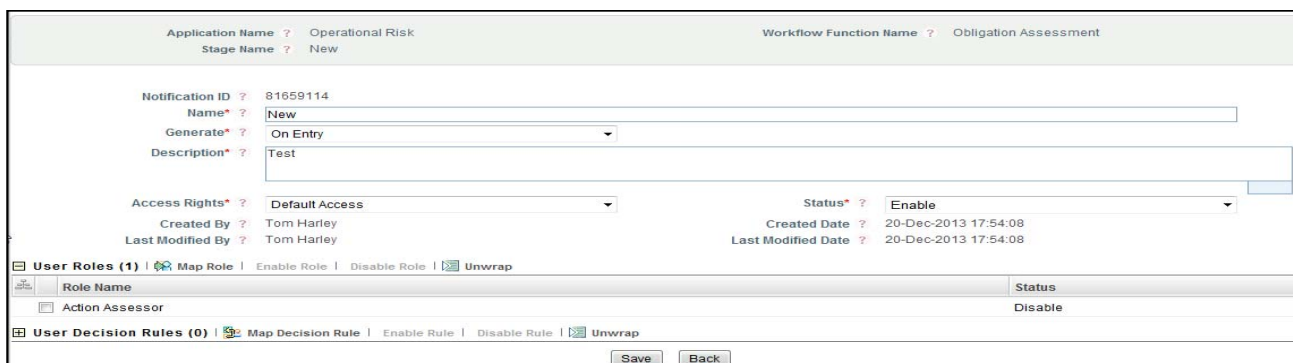 Application Name ? Operational Risk Workflow Function Name ? Obligation Assessment
Stage Name ? New
Notification ID ? 81659114
Name* ? New
Generate* ? On Entry
Description* ? Test
Access Rights* ? Default Access Status* ? Enable
Created By ? Tom Harley Created Date ? 20-Dec-2013 17:54:08
Last Modified By ? Tom Harley Last Modified Date ? 20-Dec-2013 17:54:08
User Roles (1) | Map Role | Enable Role | Disable Role | Unwrap
Role Name Status
Action Assessor Disable
User Decision Rules (0) | Map Decision Rule | Enable Rule | Disable Rule | Unwrap
Save Back